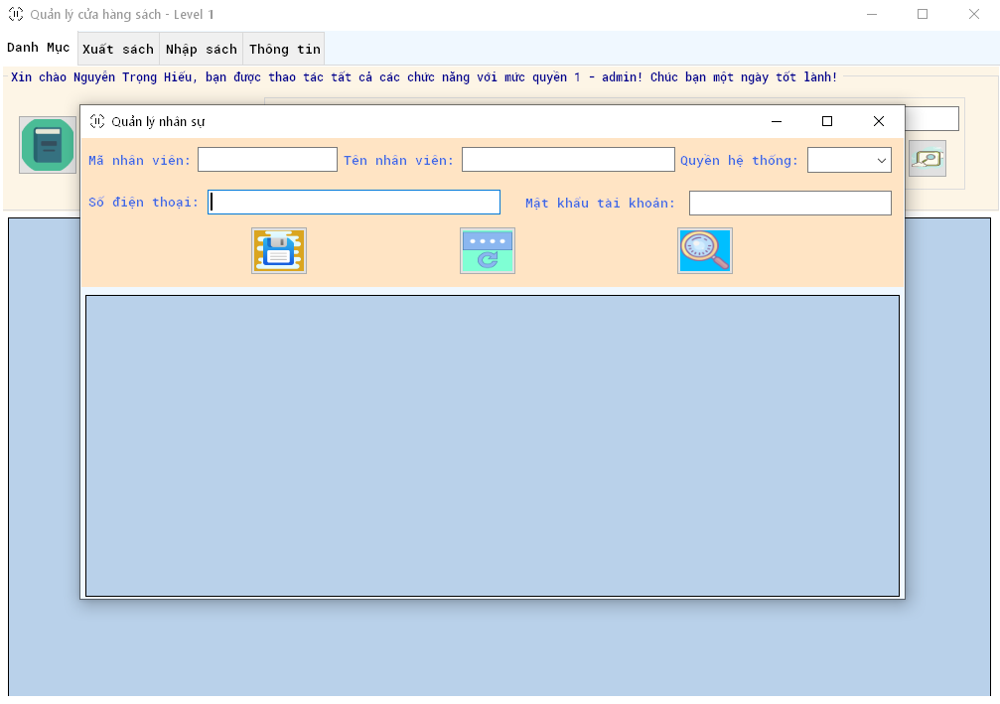 Quản lý cửa hàng sách - Level 1
Danh Mục Xuất sách Nhập sách Thông tin
Xin chào Nguyễn Trọng Hiếu, bạn được thao tác tất cả các chức năng với mức quyền 1 - admin! Chúc bạn một ngày tốt lành!
Quản lý nhân sự
Mã nhân viên: Tên nhân viên: Quyền hệ thống:
Số điện thoại: Mật khẩu tài khoản: